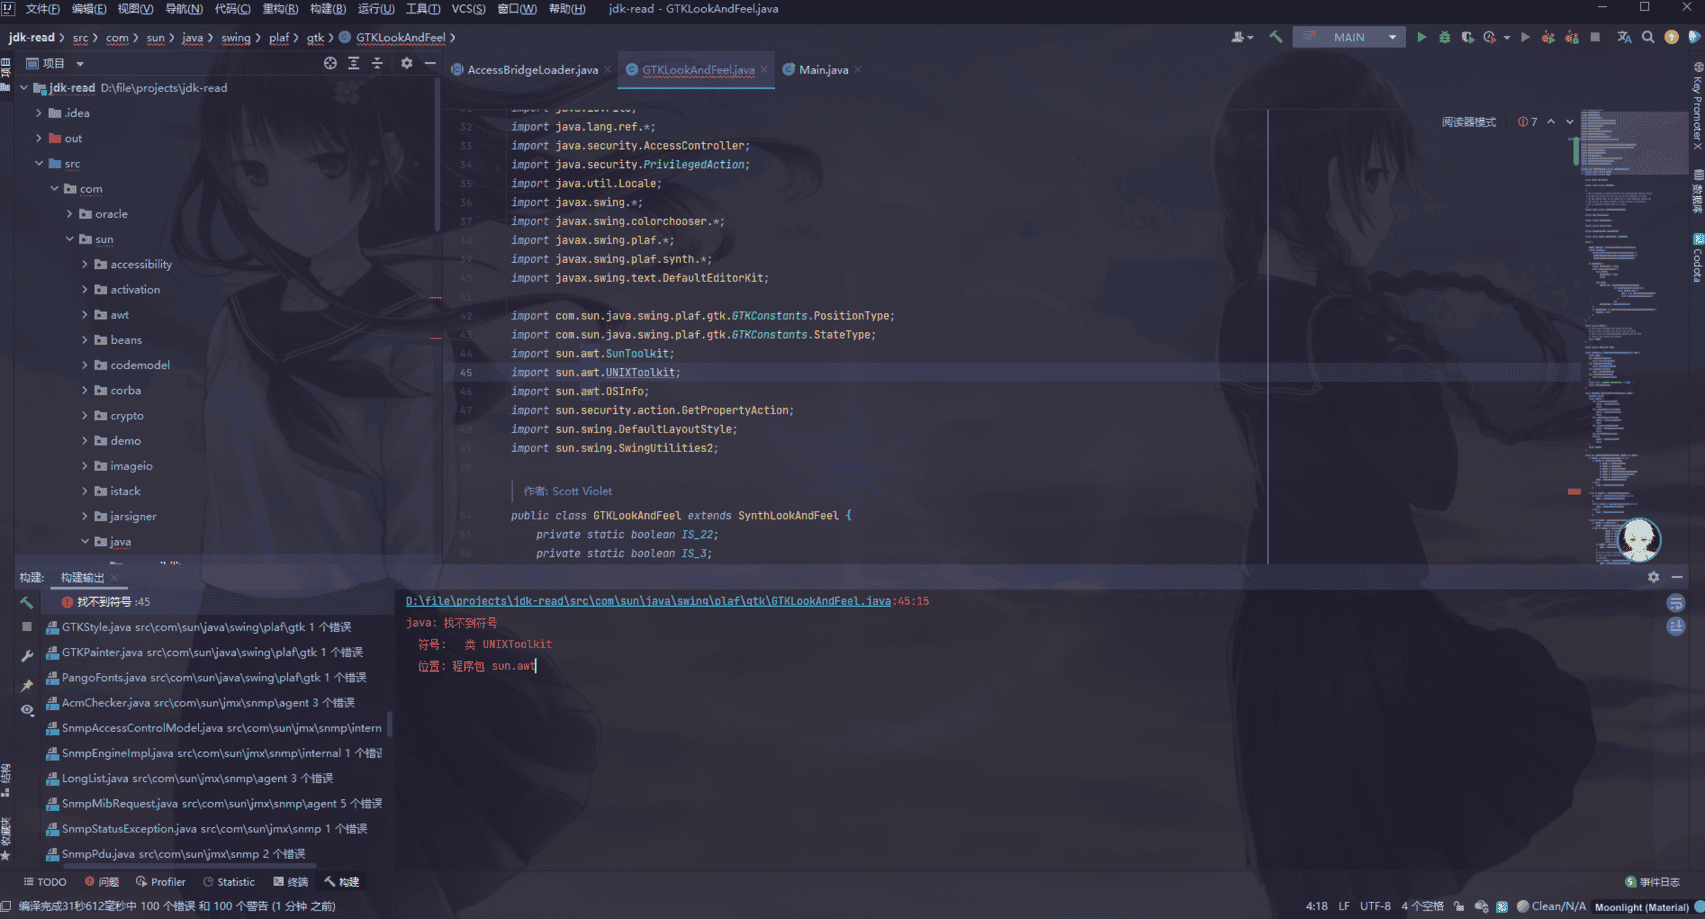 文件(F) 编辑(E) 视图(V) 导航(N) 代码(C) 重构(R) 构建(B) 运行(U) 工具(T) VCS(S) 窗口(W) 帮助(H) jdk-read - GTKLookAndFeel.java
jdk-read src com sun java swing plaf gtk GTKLookAndFeel MAIN
项目
AccessBridgeLoader.java GTKLookAndFeel.java Main.java
jdk-read D:\file\projects\jdk-read
.idea
out
src
com
oracle
sun
accessibility
activation
awt
beans
codemodel
corba
crypto
demo
imageio
istack
jarsigner
java
32 import java.lang.ref.*;
33 import java.security.AccessController;
34 import java.security.PrivilegedAction;
35 import java.util.Locale;
36 import javax.swing.*;
37 import javax.swing.colorchooser.*;
38 import javax.swing.plaf.*;
39 import javax.swing.plaf.synth.*;
40 import javax.swing.text.DefaultEditorKit;
41
42 import com.sun.java.swing.plaf.gtk.GTKConstants.PositionType;
43 import com.sun.java.swing.plaf.gtk.GTKConstants.StateType;
44 import sun.awt.SunToolkit;
45 import sun.awt.UNIXToolkit;
46 import sun.awt.OSInfo;
47 import sun.security.action.GetPropertyAction;
48 import sun.swing.DefaultLayoutStyle;
49 import sun.swing.SwingUtilities2;
50
作者: Scott Violet
54 public class GTKLookAndFeel extends SynthLookAndFeel {
55 private static boolean IS_22;
56 private static boolean IS_3;
阅读器模式 7
项目
Key Promoter X
数据库
Codota
构建: 构建输出
找不到符号 :45
GTKStyle.java src\com\sun\java\swing\plaf\gtk 1 个错误
GTKPainter.java src\com\sun\java\swing\plaf\gtk 1 个错误
PangoFonts.java src\com\sun\java\swing\plaf\gtk 1 个错误
AcmChecker.java src\com\sun\jmx\snmp\agent 3 个错误
SnmpAccessControlModel.java src\com\sun\jmx\snmp\intern
SnmpEngineImpl.java src\com\sun\jmx\snmp\internal 1 个错误
LongList.java src\com\sun\jmx\snmp\agent 3 个错误
SnmpMibRequest.java src\com\sun\jmx\snmp\agent 5 个错误
SnmpStatusException.java src\com\sun\jmx\snmp 1 个错误
SnmpPdu.java src\com\sun\jmx\snmp 2 个错误
D:\file\projects\jdk-read\src\com\sun\java\swing\plaf\gtk\GTKLookAndFeel.java:45:15
java: 找不到符号
符号: 类 UNIXToolkit
位置: 程序包 sun.awt
结构
收藏夹
TODO 问题 Profiler Statistic 终端 构建 5 事件日志
编译完成31秒612毫秒中 100 个错误 和 100 个警告 (1 分钟 之前) 4:18 LF UTF-8 4 个空格 Clean/N/A Moonlight (Material)